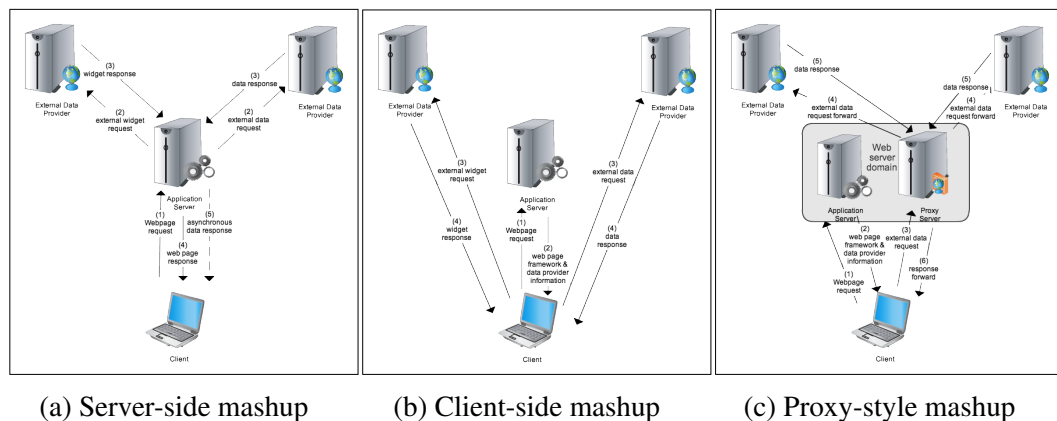 (3)
widget response
External Data
Provider
(2)
external widget
request
(3)
data response
External Data
Provider
(2)
external data
request
Application
Server
(1)
Webpage
request
(4)
web page
response
(5)
asynchronous
data response
Client
(a) Server-side mashup
External Data
Provider
External Data
Provider
(3)
external widget
request
Application
Server
(3)
external data
request
(4)
widget
response
(1)
Webpage
request
(2)
web page
framework &
data provider
information
(4)
data
response
Client
(b) Client-side mashup
External Data
Provider
(5)
data response
(4)
external data
request forward
(5)
data response
(4)
external data
request forward
External Data
Provider
Web
server
domain
Application
Server
Proxy
Server
(1)
Webpage
request
(2)
web page
framework &
data provider
information
(3)
external data
request
(6)
response
forward
Client
(c) Proxy-style mashup